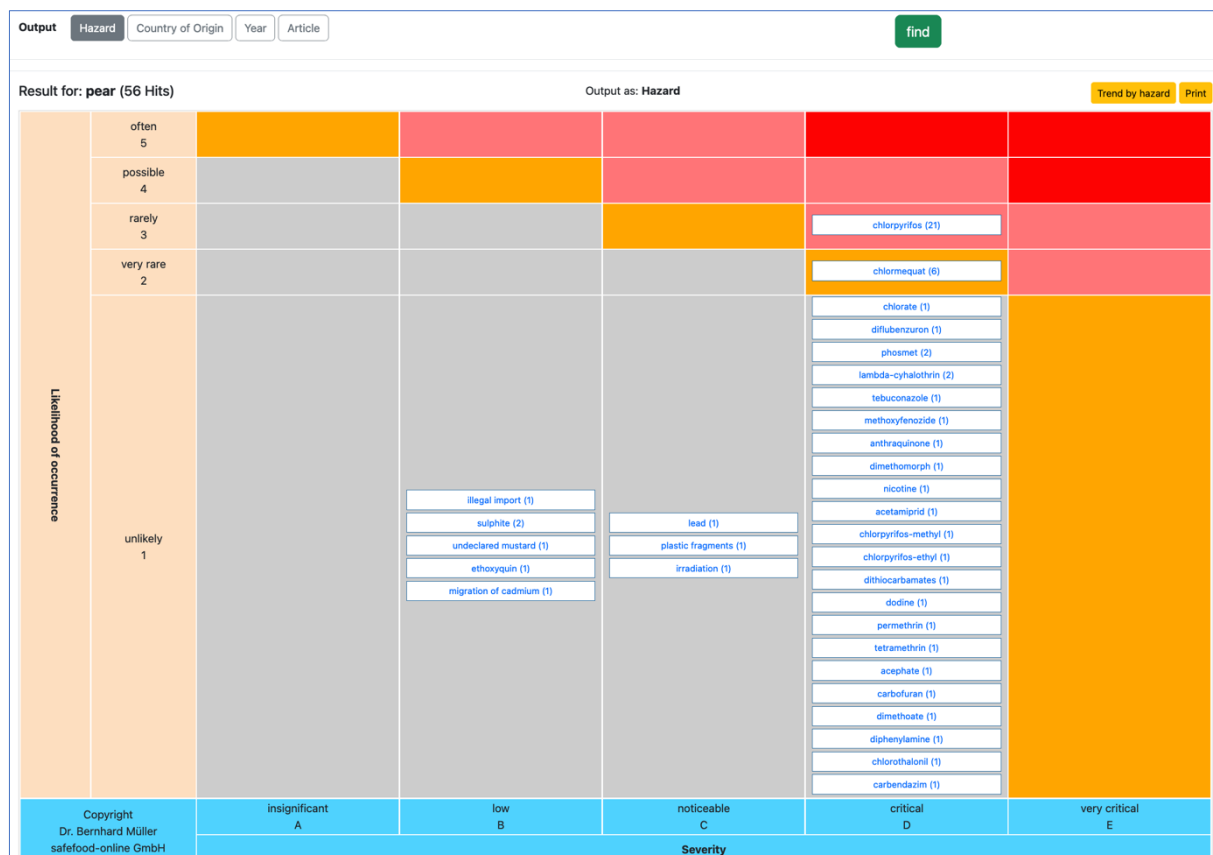 Output Hazard Country of Origin Year Article find
Result for: pear (56 Hits) Output as: Hazard Trend by hazard Print
often
5
possible
4
rarely
3
chlorpyrifos (21)
very rare
2
chlormequat (6)
Likelihood of occurrence
unlikely
1
illegal import (1)
sulphite (2)
undeclared mustard (1)
ethoxyquin (1)
migration of cadmium (1)
lead (1)
plastic fragments (1)
irradiation (1)
chlorate (1)
diflubenzuron (1)
phosmet (2)
lambda-cyhalothrin (2)
tebuconazole (1)
methoxyfenozide (1)
anthraquinone (1)
dimethomorph (1)
nicotine (1)
acetamiprid (1)
chlorpyrifos-methyl (1)
chlorpyrifos-ethyl (1)
dithiocarbamates (1)
dodine (1)
permethrin (1)
tetramethrin (1)
acephate (1)
carbofuran (1)
dimethoate (1)
diphenylamine (1)
chlorothalonil (1)
carbendazim (1)
Copyright
Dr. Bernhard Müller
safefood-online GmbH
insignificant
A
low
B
noticeable
C
critical
D
very critical
E
Severity